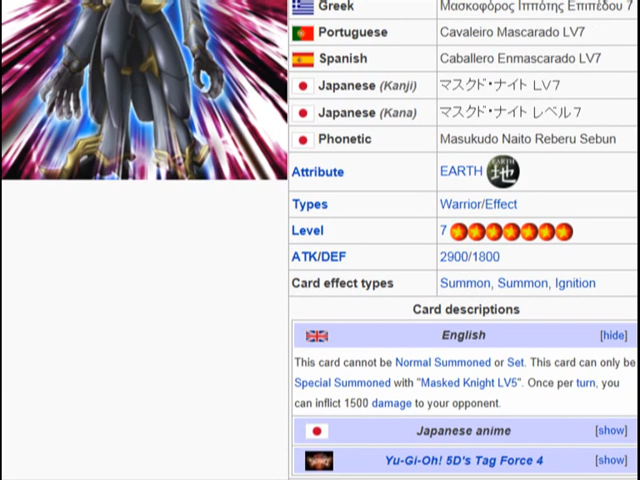 Greek Μασκοφόρος Ιππότης Επιπέδου 7
Portuguese Cavaleiro Mascarado LV7
Spanish Caballero Enmascarado LV7
Japanese (Kanji) マスクド・ナイト LV7
Japanese (Kana) マスクド・ナイト レベル7
Phonetic Masukudo Naito Reberu Sebun
Attribute EARTH EARTH 地
Types Warrior/Effect
Level 7
ATK/DEF 2900/1800
Card effect types Summon, Summon, Ignition
Card descriptions
English [hide]
This card cannot be Normal Summoned or Set. This card can only be
Special Summoned with "Masked Knight LV5". Once per turn, you
can inflict 1500 damage to your opponent.
Japanese anime [show]
Yu-Gi-Oh! 5D's Tag Force 4 [show]